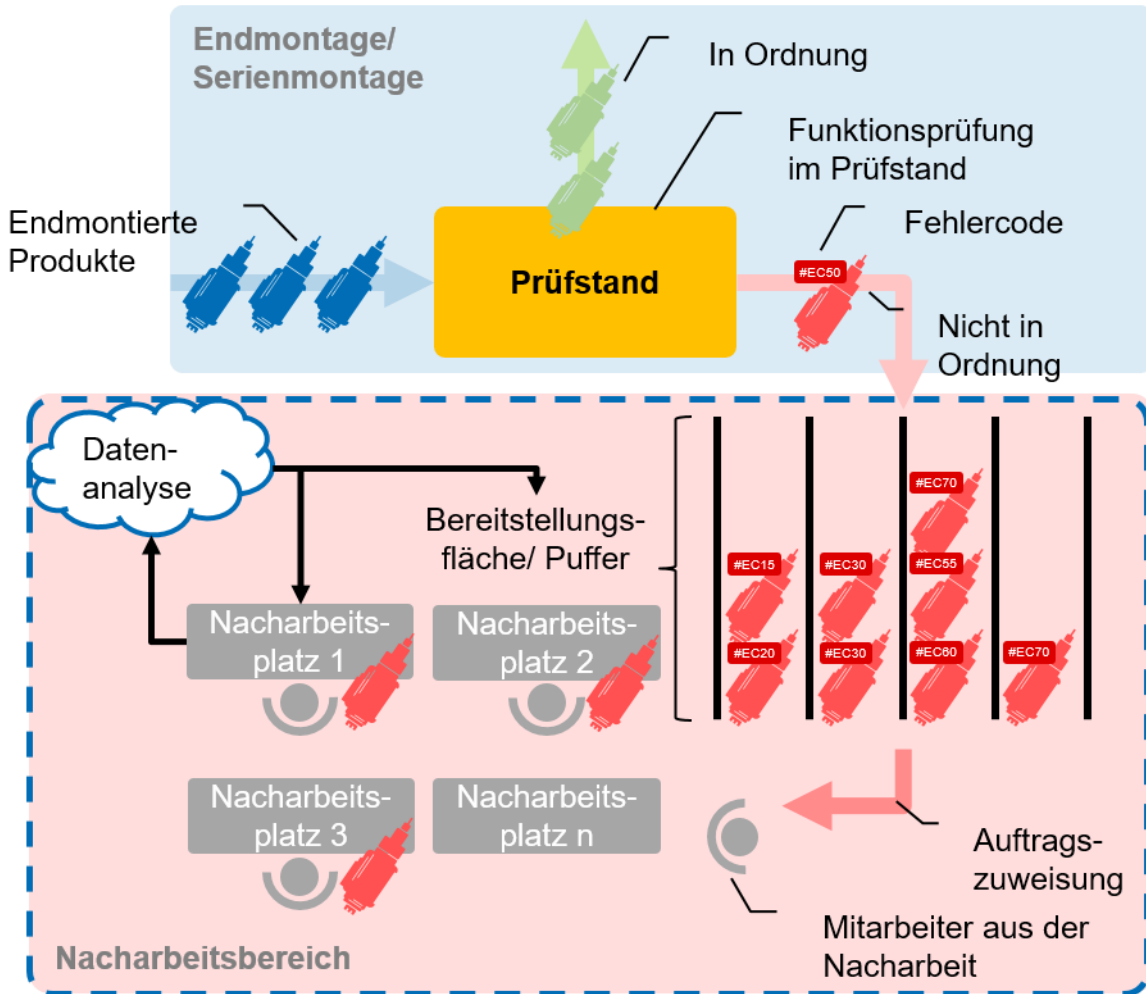 Endmontage/
Serienmontage
In Ordnung
Funktionsprüfung
im Prüfstand
Endmontierte
Produkte
Prüfstand
Fehlercode
#EC50
Nicht in
Ordnung
Daten-
analyse
Bereitstellungs-
fläche/ Puffer
#EC70
#EC15
#EC30
#EC55
#EC20
#EC30
#EC60
#EC70
Nacharbeits-
platz 1
Nacharbeits-
platz 2
Nacharbeits-
platz 3
Nacharbeits-
platz n
Auftrags-
zuweisung
Mitarbeiter aus der
Nacharbeit
Nacharbeitsbereich